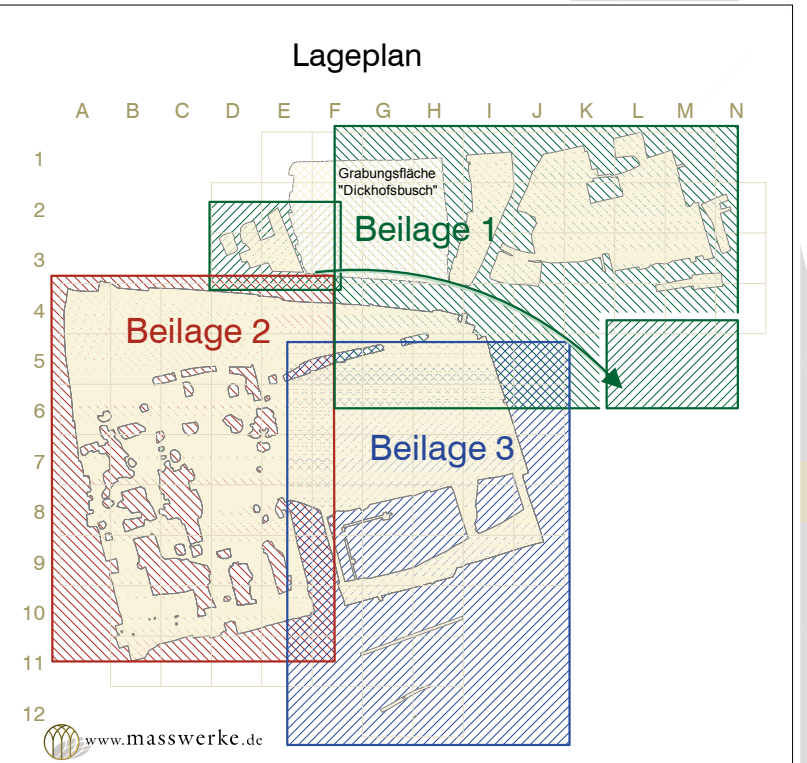 Lageplan
A B C D E F G H I J K L M N
1
Grabungsfläche
"Dickhofsbusch"
2
Beilage 1
3
4
Beilage 2
5
6
Beilage 3
7
8
9
10
11
12
www.masswerke.de